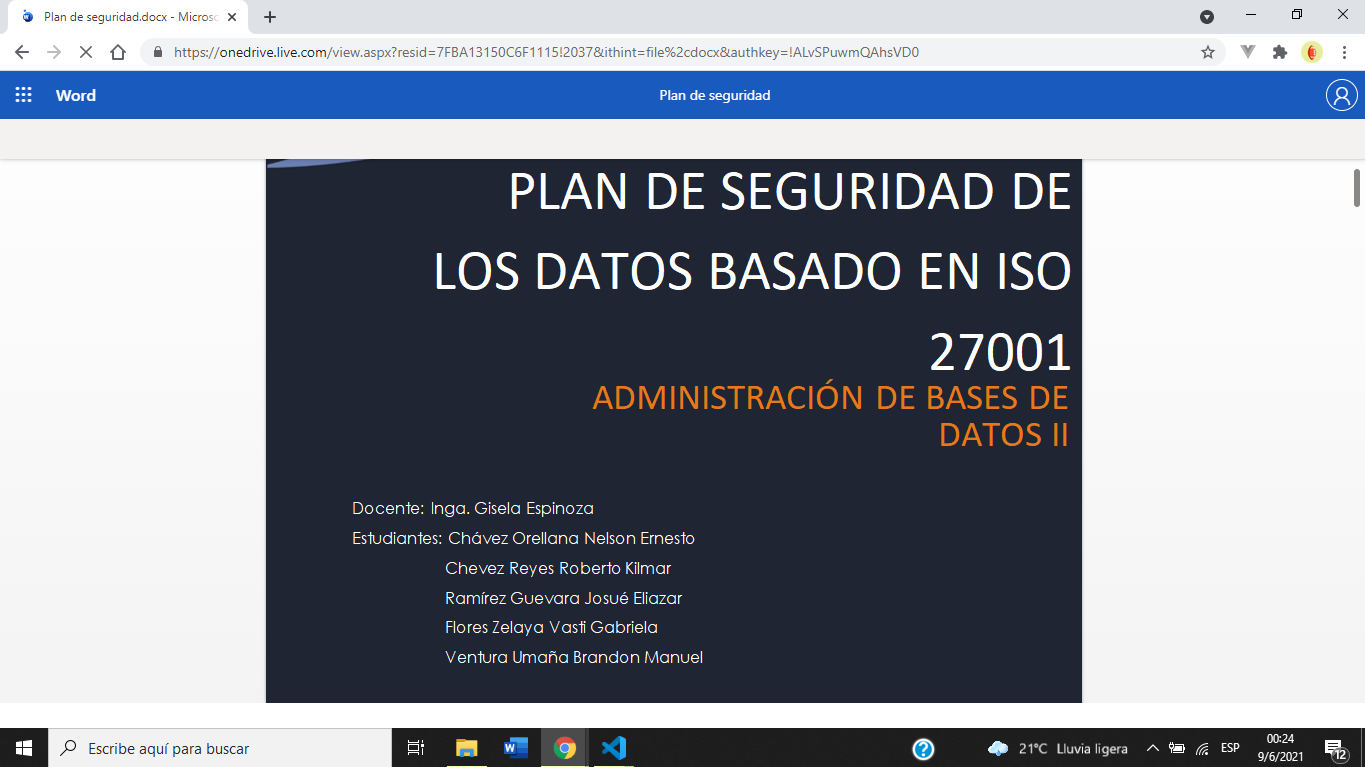 Plan de seguridad.docx - Microso
https://onedrive.live.com/view.aspx?resid=7FBA13150C6F1115!2037&ithint=file%2cdocx&authkey=!ALvSPuwmQAhsVD0
Word
Plan de seguridad
PLAN DE SEGURIDAD DE
LOS DATOS BASADO EN ISO
27001
ADMINISTRACIÓN DE BASES DE
DATOS II
Docente: Inga. Gisela Espinoza
Estudiantes: Chávez Orellana Nelson Ernesto
Chevez Reyes Roberto Kilmar
Ramírez Guevara Josué Eliazar
Flores Zelaya Vasti Gabriela
Ventura Umaña Brandon Manuel
Escribe aquí para buscar
21°C Lluvia ligera
ESP
00:24
9/6/2021
12